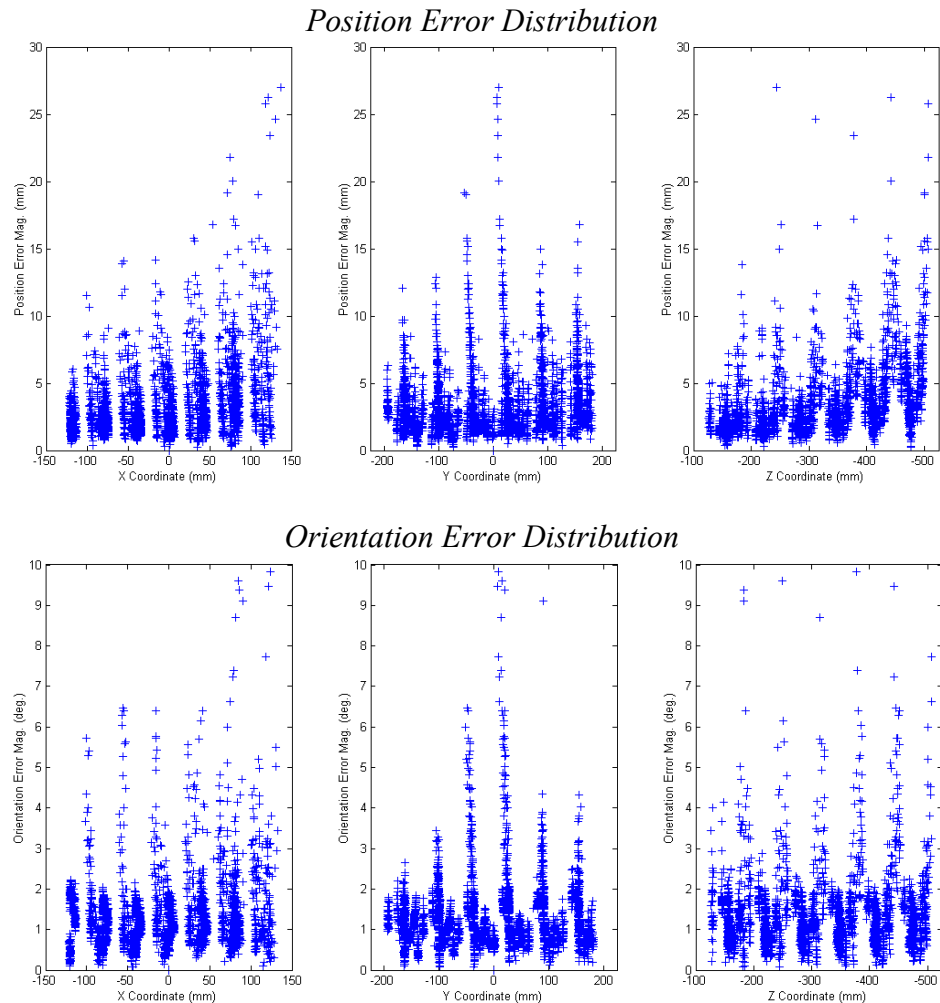 Position Error Distribution
30
25
20
15
10
5
0
Position Error Mag. (mm)
-150 -100 -50 0 50 100 150
X Coordinate (mm)
30
25
20
15
10
5
0
Position Error Mag. (mm)
-200 -100 0 100 200
Y Coordinate (mm)
30
25
20
15
10
5
0
Position Error Mag. (mm)
-100 -200 -300 -400 -500
Z Coordinate (mm)
Orientation Error Distribution
10
9
8
7
6
5
4
3
2
1
0
Orientation Error Mag. (deg.)
-150 -100 -50 0 50 100 150
X Coordinate (mm)
10
9
8
7
6
5
4
3
2
1
0
Orientation Error Mag. (deg.)
-200 -100 0 100 200
Y Coordinate (mm)
10
9
8
7
6
5
4
3
2
1
0
Orientation Error Mag. (deg.)
-100 -200 -300 -400 -500
Z Coordinate (mm)